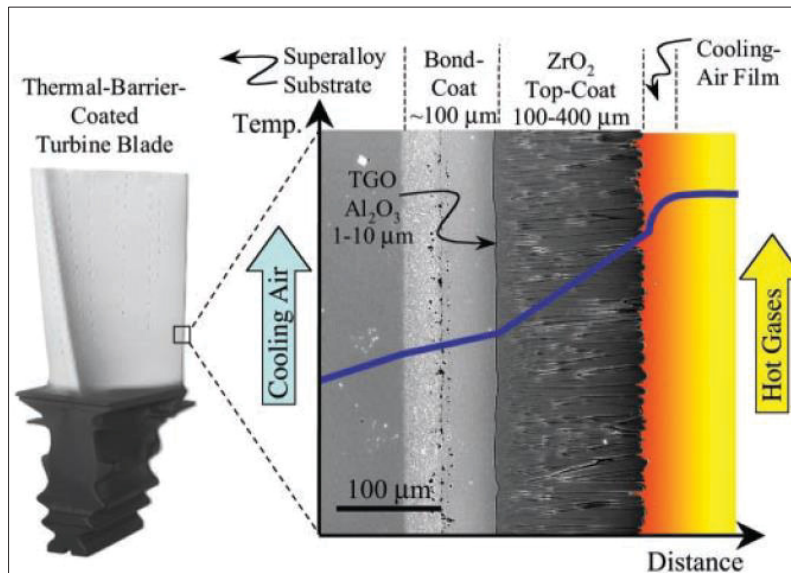 Thermal-Barrier-
Coated
Turbine Blade
Superalloy
Substrate
Temp.
Bond-
Coat
~100 μm
ZrO₂
Top-Coat
100-400 μm
Cooling-
Air Film
TGO
Al₂O₃
1-10 μm
Cooling Air
Hot Gases
100 μm
Distance